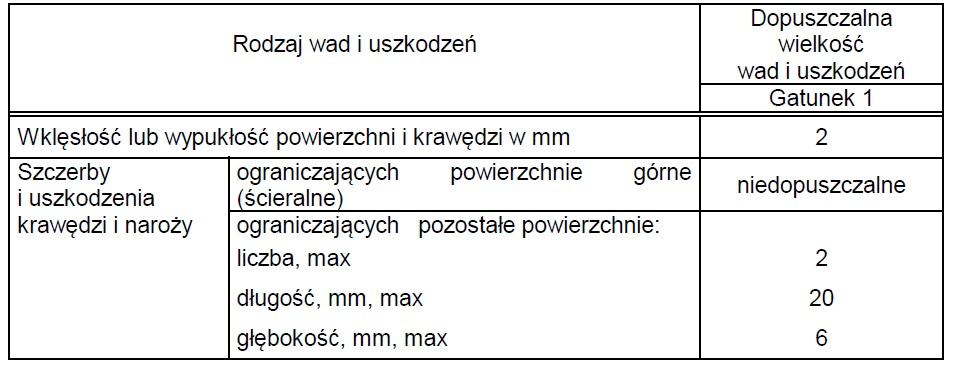 Rodzaj wad i uszkodzeń
Dopuszczalna
wielkość
wad i uszkodzeń
Gatunek 1
Wklęsłość lub wypukłość powierzchni i krawędzi w mm
2
Szczerby
i uszkodzenia
krawędzi i naroży
ograniczających powierzchnie górne
(ścieralne)
niedopuszczalne
ograniczających pozostałe powierzchnie:
liczba, max
2
długość, mm, max
20
głębokość, mm, max
6